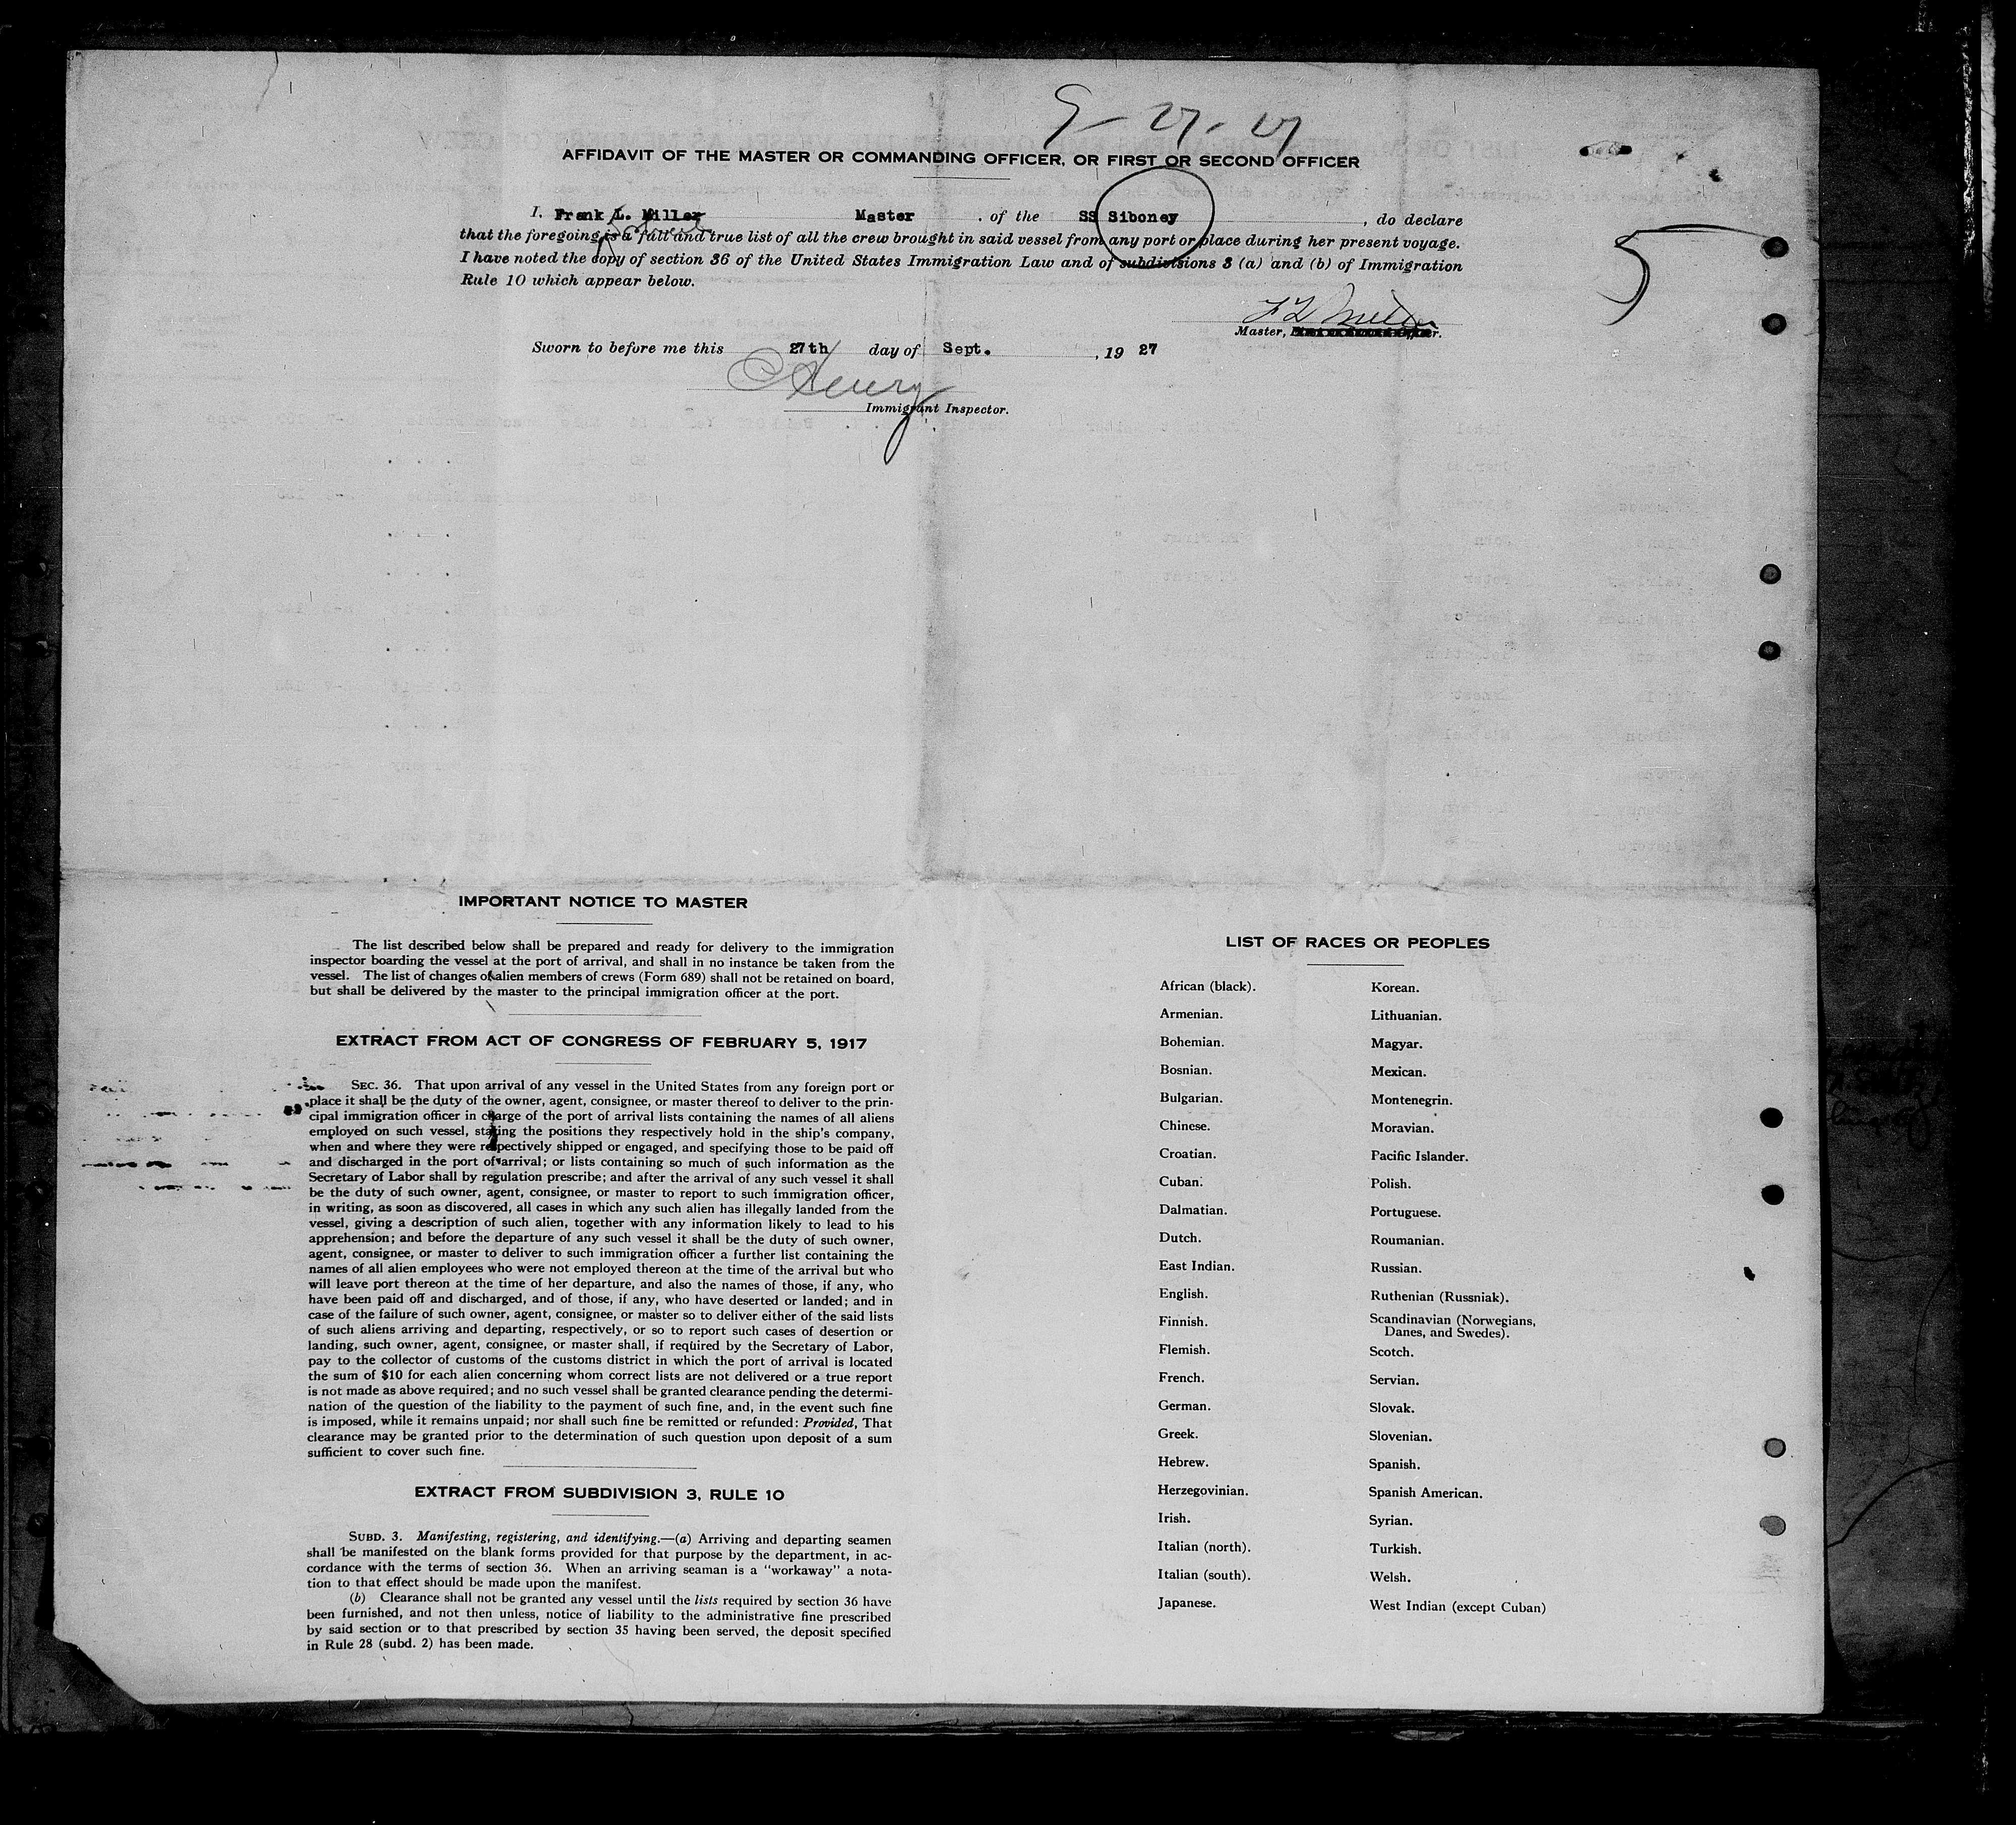 9-27-27
AFFIDAVIT OF THE MASTER OR COMMANDING OFFICER, OR FIRST OR SECOND OFFICER
I, Frank L. Miller Master , of the SS Siboney , do declare
that the foregoing is a full and true list of all the crew brought in said vessel from any port or place during her present voyage.
I have noted the copy of section 36 of the United States Immigration Law and of subdivisions 3 (a) and (b) of Immigration
Rule 10 which appear below.
5
F L Miller
Master,
Sworn to before me this 27th day of Sept. , 19 27
Henry
Immigrant Inspector.
IMPORTANT NOTICE TO MASTER
The list described below shall be prepared and ready for delivery to the immigration
inspector boarding the vessel at the port of arrival, and shall in no instance be taken from the
vessel. The list of changes of alien members of crews (Form 689) shall not be retained on board,
but shall be delivered by the master to the principal immigration officer at the port.
EXTRACT FROM ACT OF CONGRESS OF FEBRUARY 5, 1917
SEC. 36. That upon arrival of any vessel in the United States from any foreign port or
place it shall be the duty of the owner, agent, consignee, or master thereof to deliver to the prin-
cipal immigration officer in charge of the port of arrival lists containing the names of all aliens
employed on such vessel, stating the positions they respectively hold in the ship's company,
when and where they were respectively shipped or engaged, and specifying those to be paid off
and discharged in the port of arrival; or lists containing so much of such information as the
Secretary of Labor shall by regulation prescribe; and after the arrival of any such vessel it shall
be the duty of such owner, agent, consignee, or master to report to such immigration officer,
in writing, as soon as discovered, all cases in which any such alien has illegally landed from the
vessel, giving a description of such alien, together with any information likely to lead to his
apprehension; and before the departure of any such vessel it shall be the duty of such owner,
agent, consignee, or master to deliver to such immigration officer a further list containing the
names of all alien employees who were not employed thereon at the time of the arrival but who
will leave port thereon at the time of her departure, and also the names of those, if any, who
have been paid off and discharged, and of those, if any, who have deserted or landed; and in
case of the failure of such owner, agent, consignee, or master so to deliver either of the said lists
of such aliens arriving and departing, respectively, or so to report such cases of desertion or
landing, such owner, agent, consignee, or master shall, if required by the Secretary of Labor,
pay to the collector of customs of the customs district in which the port of arrival is located
the sum of $10 for each alien concerning whom correct lists are not delivered or a true report
is not made as above required; and no such vessel shall be granted clearance pending the determi-
nation of the question of the liability to the payment of such fine, and, in the event such fine
is imposed, while it remains unpaid; nor shall such fine be remitted or refunded: Provided, That
clearance may be granted prior to the determination of such question upon deposit of a sum
sufficient to cover such fine.
EXTRACT FROM SUBDIVISION 3, RULE 10
SUBD. 3. Manifesting, registering, and identifying.—(a) Arriving and departing seamen
shall be manifested on the blank forms provided for that purpose by the department, in ac-
cordance with the terms of section 36. When an arriving seaman is a "workaway" a nota-
tion to that effect should be made upon the manifest.
(b) Clearance shall not be granted any vessel until the lists required by section 36 have
been furnished, and not then unless, notice of liability to the administrative fine prescribed
by said section or to that prescribed by section 35 having been served, the deposit specified
in Rule 28 (subd. 2) has been made.
LIST OF RACES OR PEOPLES
African (black).
Armenian.
Bohemian.
Bosnian.
Bulgarian.
Chinese.
Croatian.
Cuban.
Dalmatian.
Dutch.
East Indian.
English.
Finnish.
Flemish.
French.
German.
Greek.
Hebrew.
Herzegovinian.
Irish.
Italian (north).
Italian (south).
Japanese.
Korean.
Lithuanian.
Magyar.
Mexican.
Montenegrin.
Moravian.
Pacific Islander.
Polish.
Portuguese.
Roumanian.
Russian.
Ruthenian (Russniak).
Scandinavian (Norwegians,
Danes, and Swedes).
Scotch.
Servian.
Slovak.
Slovenian.
Spanish.
Spanish American.
Syrian.
Turkish.
Welsh.
West Indian (except Cuban)